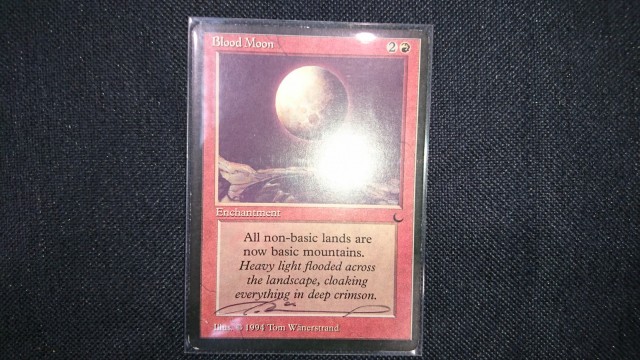 Blood Moon 2
Enchantment
All non-basic lands are
now basic mountains.
Heavy light flooded across
the landscape, cloaking
everything in deep crimson.
Illus. © 1994 Tom Wänerstrand